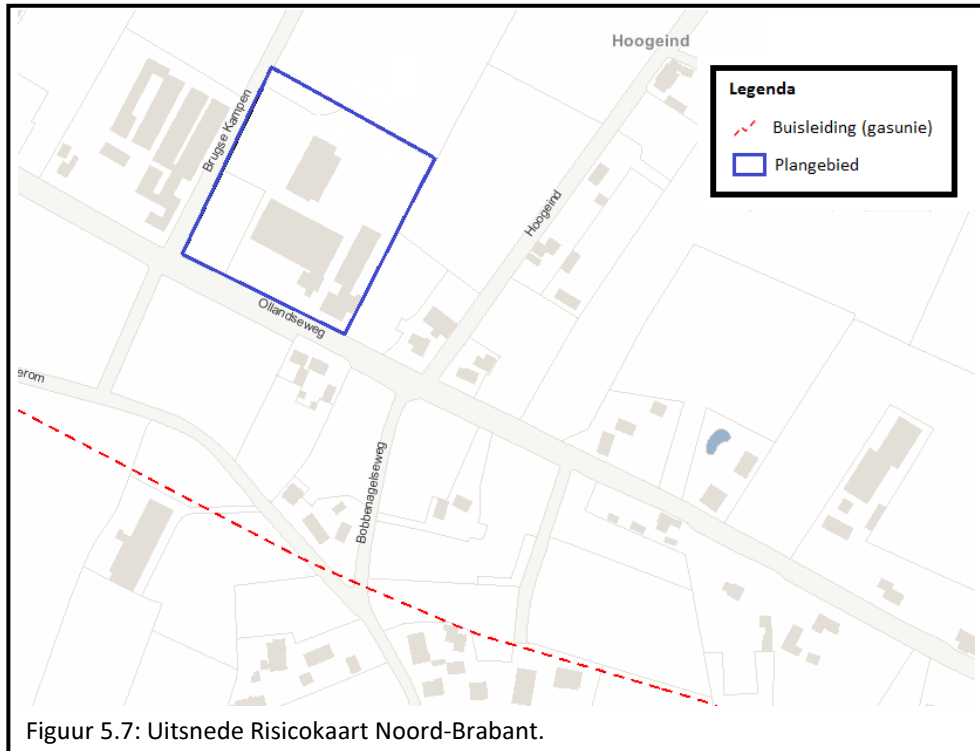 Hoogeind
Legenda
Buisleiding (gasunie)
Plangebied
Brugse Kampen
Hoogeind
Ollandseweg
erom
Bobbenagelseweg
Figuur 5.7: Uitsnede Risicokaart Noord-Brabant.